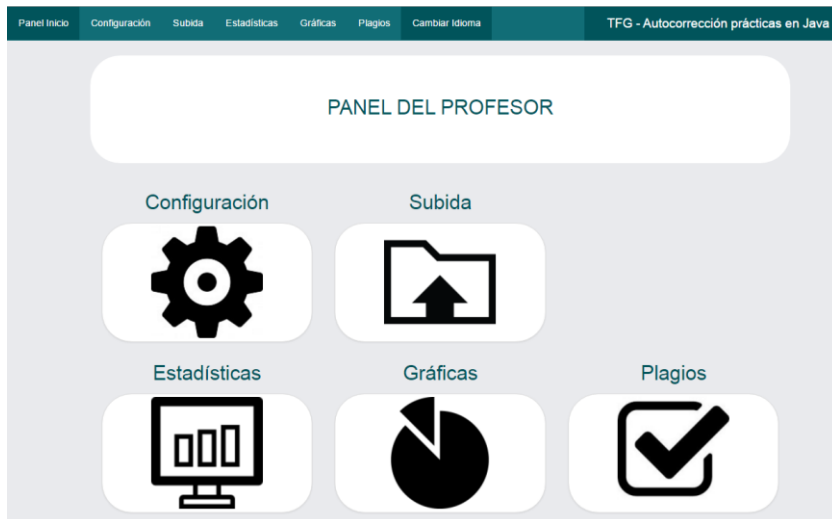 Panel Inicio Configuración Subida Estadísticas Gráficas Plagios Cambiar Idioma TFG - Autocorrección prácticas en Java
PANEL DEL PROFESOR
Configuración Subida
Estadísticas Gráficas Plagios